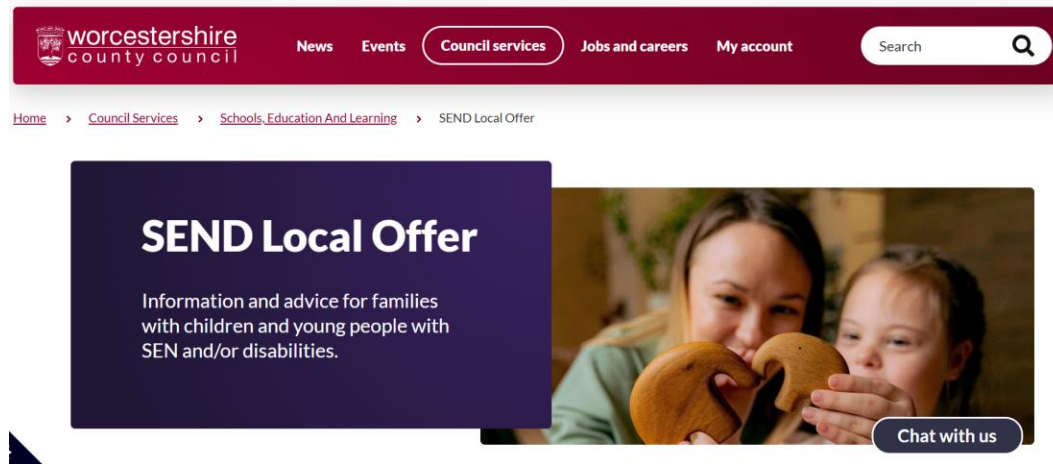 worcestershire
county council
News Events Council services Jobs and careers My account Search
Home > Council Services > Schools, Education And Learning > SEND Local Offer
SEND Local Offer
Information and advice for families
with children and young people with
SEN and/or disabilities.
Chat with us